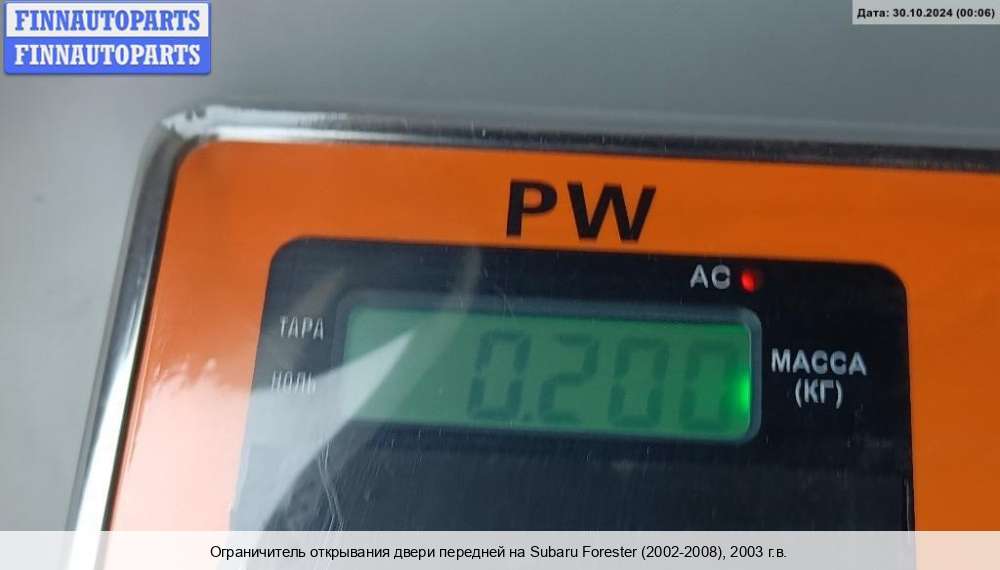 FINNAUTOPARTS
FINNAUTOPARTS
Дата: 30.10.2024 (00:06)
PW
AC
ТАРА
НОЛЬ
0.200
МАССА
(КГ)
Ограничитель открывания двери передней на Subaru Forester (2002-2008), 2003 г.в.